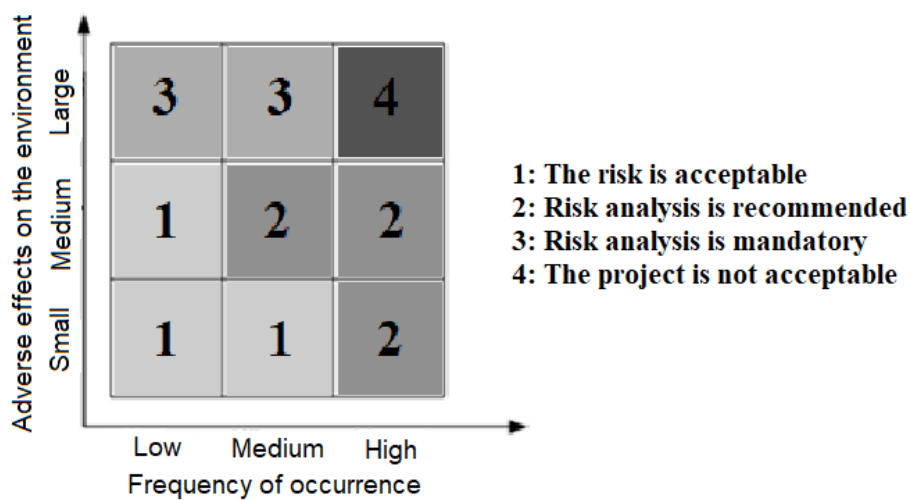 Adverse effects on the environment
Large
Medium
Small
3 3 4
1 2 2
1 1 2
Low Medium High
Frequency of occurrence
1: The risk is acceptable
2: Risk analysis is recommended
3: Risk analysis is mandatory
4: The project is not acceptable